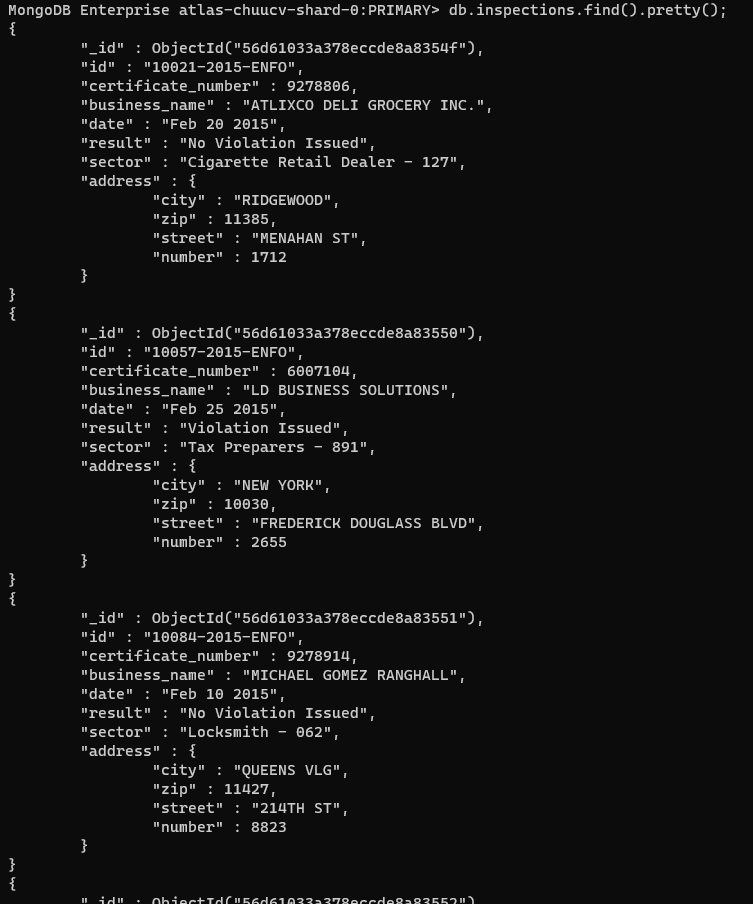 MongoDB Enterprise atlas-chuucv-shard-0:PRIMARY> db.inspections.find().pretty();
{
        "_id" : ObjectId("56d61033a378eccde8a8354f"),
        "id" : "10021-2015-ENFO",
        "certificate_number" : 9278806,
        "business_name" : "ATLIXCO DELI GROCERY INC.",
        "date" : "Feb 20 2015",
        "result" : "No Violation Issued",
        "sector" : "Cigarette Retail Dealer - 127",
        "address" : {
                "city" : "RIDGEWOOD",
                "zip" : 11385,
                "street" : "MENAHAN ST",
                "number" : 1712
        }
}
{
        "_id" : ObjectId("56d61033a378eccde8a83550"),
        "id" : "10057-2015-ENFO",
        "certificate_number" : 6007104,
        "business_name" : "LD BUSINESS SOLUTIONS",
        "date" : "Feb 25 2015",
        "result" : "Violation Issued",
        "sector" : "Tax Preparers - 891",
        "address" : {
                "city" : "NEW YORK",
                "zip" : 10030,
                "street" : "FREDERICK DOUGLASS BLVD",
                "number" : 2655
        }
}
{
        "_id" : ObjectId("56d61033a378eccde8a83551"),
        "id" : "10084-2015-ENFO",
        "certificate_number" : 9278914,
        "business_name" : "MICHAEL GOMEZ RANGHALL",
        "date" : "Feb 10 2015",
        "result" : "No Violation Issued",
        "sector" : "Locksmith - 062",
        "address" : {
                "city" : "QUEENS VLG",
                "zip" : 11427,
                "street" : "214TH ST",
                "number" : 8823
        }
}
{
        "_id" : ObjectId("56d61033a378eccde8a83552"),